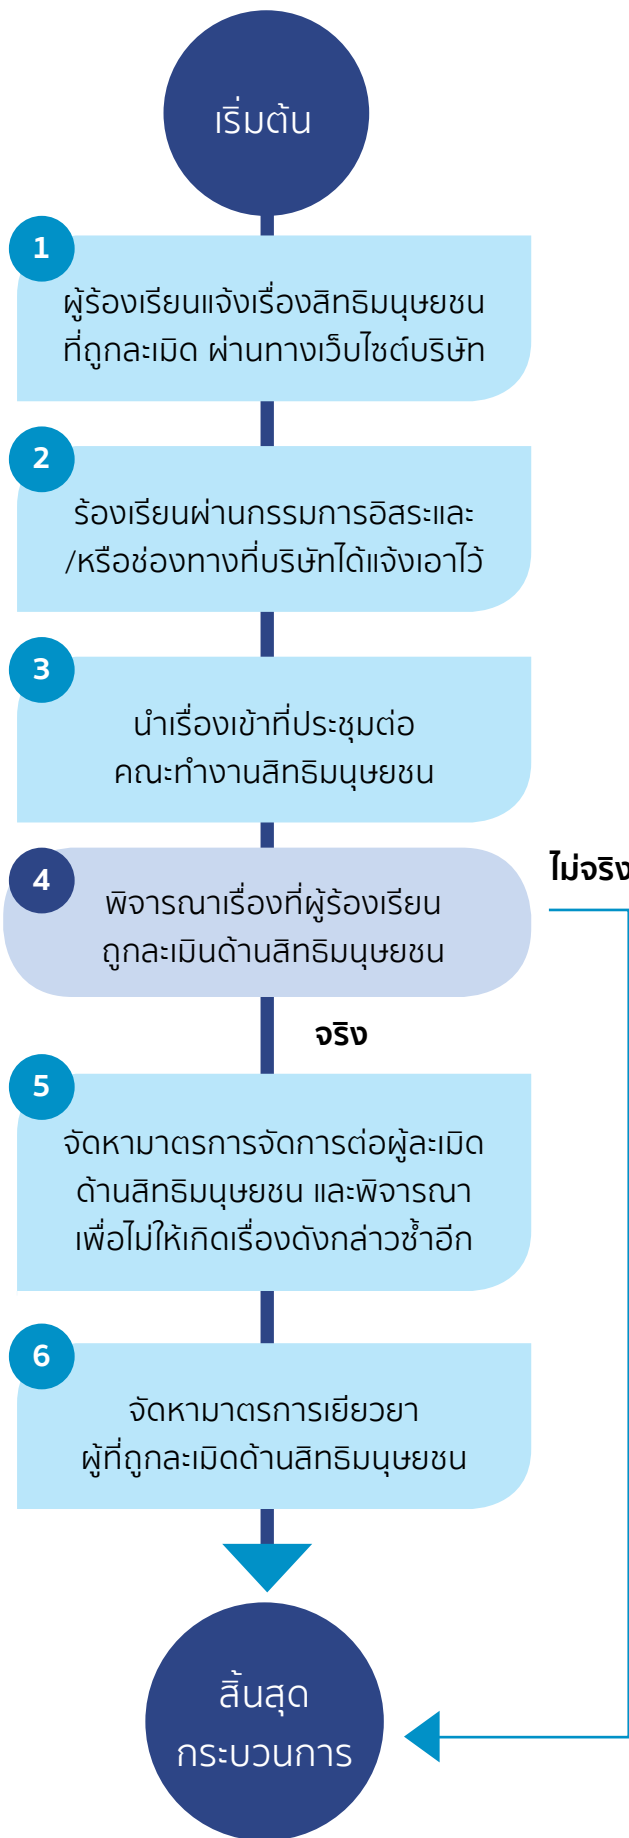 เริ่มต้น
1
ผู้ร้องเรียนแจ้งเรื่องสิทธิมนุษยชน
ที่ถูกละเมิด ผ่านทางเว็บไซต์บริษัท
2
ร้องเรียนผ่านกรรมการอิสระและ
/หรือช่องทางที่บริษัทได้แจ้งเอาไว้
3
นำเรื่องเข้าที่ประชุมต่อ
คณะทำงานสิทธิมนุษยชน
4
พิจารณาเรื่องที่ผู้ร้องเรียน
ถูกละเมินด้านสิทธิมนุษยชน
ไม่จริง
จริง
5
จัดหามาตรการจัดการต่อผู้ละเมิด
ด้านสิทธิมนุษยชน และพิจารณา
เพื่อไม่ให้เกิดเรื่องดังกล่าวซ้ำอีก
6
จัดหามาตรการเยียวยา
ผู้ที่ถูกละเมิดด้านสิทธิมนุษยชน
สิ้นสุด
กระบวนการ